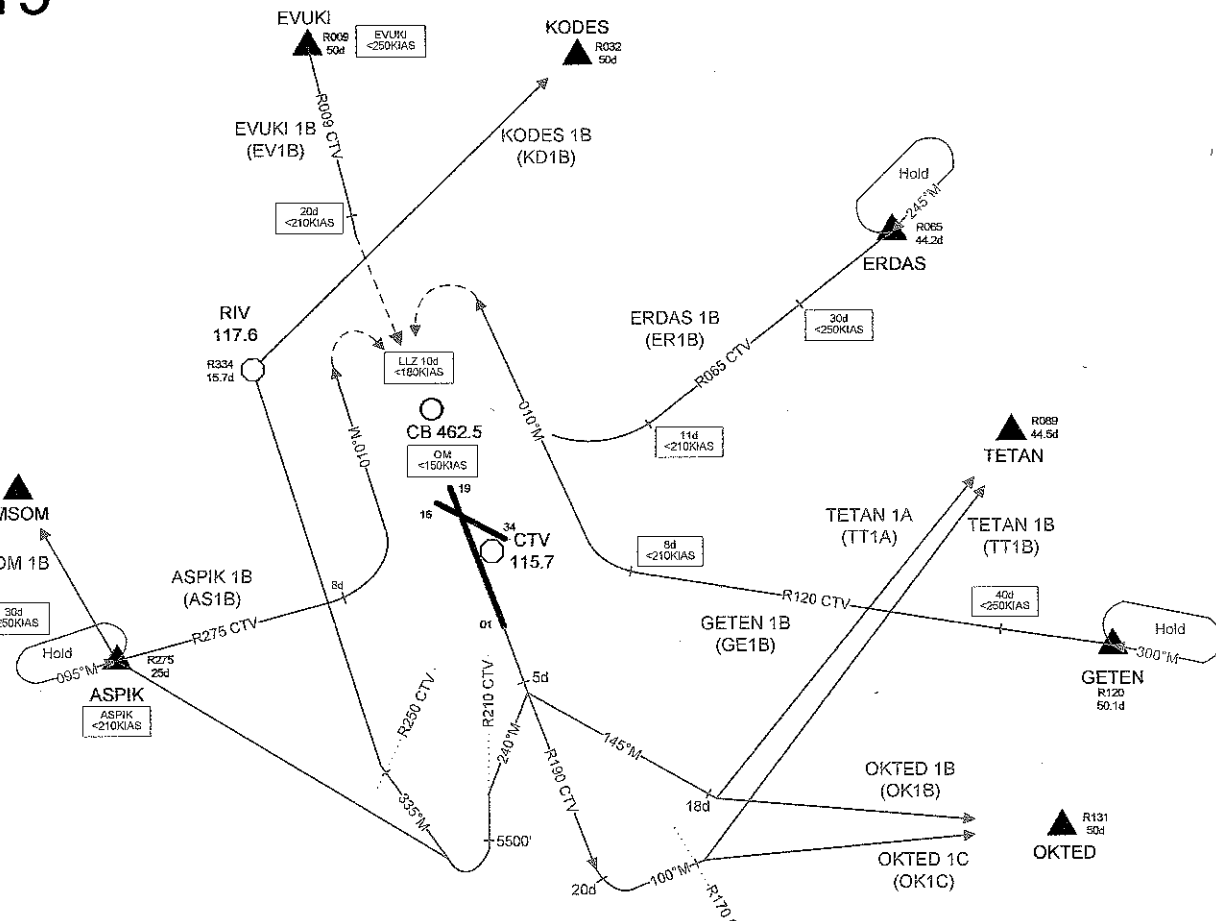 EVUKI
R009
50d
EVUKI
<250KIAS
KODES
R032
50d
R009 CTV
EVUKI 1B
(EV1B)
KODES 1B
(KD1B)
Hold
245°M
20d
<210KIAS
R065
44.2d
ERDAS
RIV
117.6
ERDAS 1B
(ER1B)
30d
<250KIAS
R334
15.7d
LLZ 10d
<180KIAS
R065 CTV
CB 462.5
010°M
010°M
OM
<150KIAS
11d
<210KIAS
R089
44.5d
TETAN
19
16
34
CTV
115.7
TETAN 1A
(TT1A)
TETAN 1B
(TT1B)
MSOM
OM 1B
8d
<210KIAS
ASPIK 1B
(AS1B)
8d
R120 CTV
40d
<250KIAS
30d
250KIAS
R275 CTV
01
GETEN 1B
(GE1B)
Hold
300°M
Hold
095°M
R275
25d
ASPIK
ASPIK
<210KIAS
GETEN
R120
50.1d
R250 CTV
R210 CTV
5d
240°M
145°M
R190 CTV
335°M
18d
OKTED 1B
(OK1B)
5500'
R131
50d
OKTED
OKTED 1C
(OK1C)
20d
100°M
R170